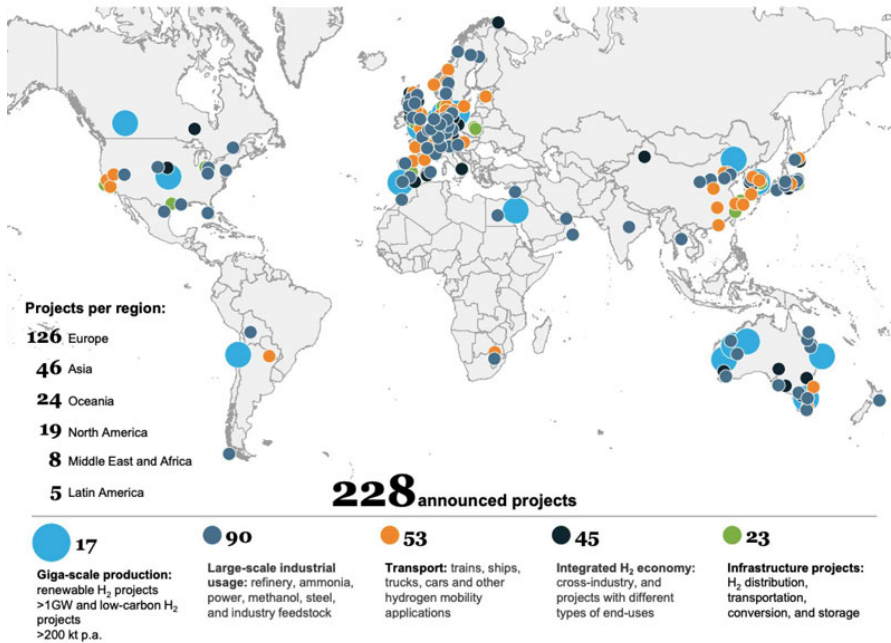 Projects per region:
126 Europe
46 Asia
24 Oceania
19 North America
8 Middle East and Africa
5 Latin America
228 announced projects
17
Giga-scale production:
renewable H₂ projects
>1GW and low-carbon H₂
projects
>200 kt p.a.
90
Large-scale industrial
usage: refinery, ammonia,
power, methanol, steel,
and industry feedstock
53
Transport: trains, ships,
trucks, cars and other
hydrogen mobility
applications
45
Integrated H₂ economy:
cross-industry, and
projects with different
types of end-uses
23
Infrastructure projects:
H₂ distribution,
transportation,
conversion, and storage